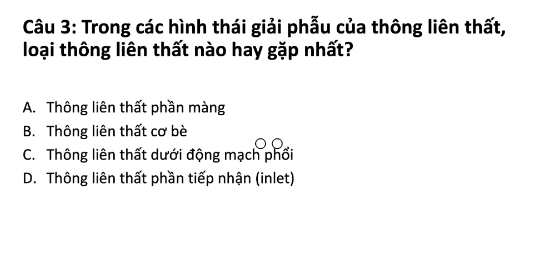 Câu 3: Trong các hình thái giải phẫu của thông liên thất,
loại thông liên thất nào hay gặp nhất?
A. Thông liên thất phần màng
B. Thông liên thất cơ bè
C. Thông liên thất dưới động mạch phổi
D. Thông liên thất phần tiếp nhận (inlet)